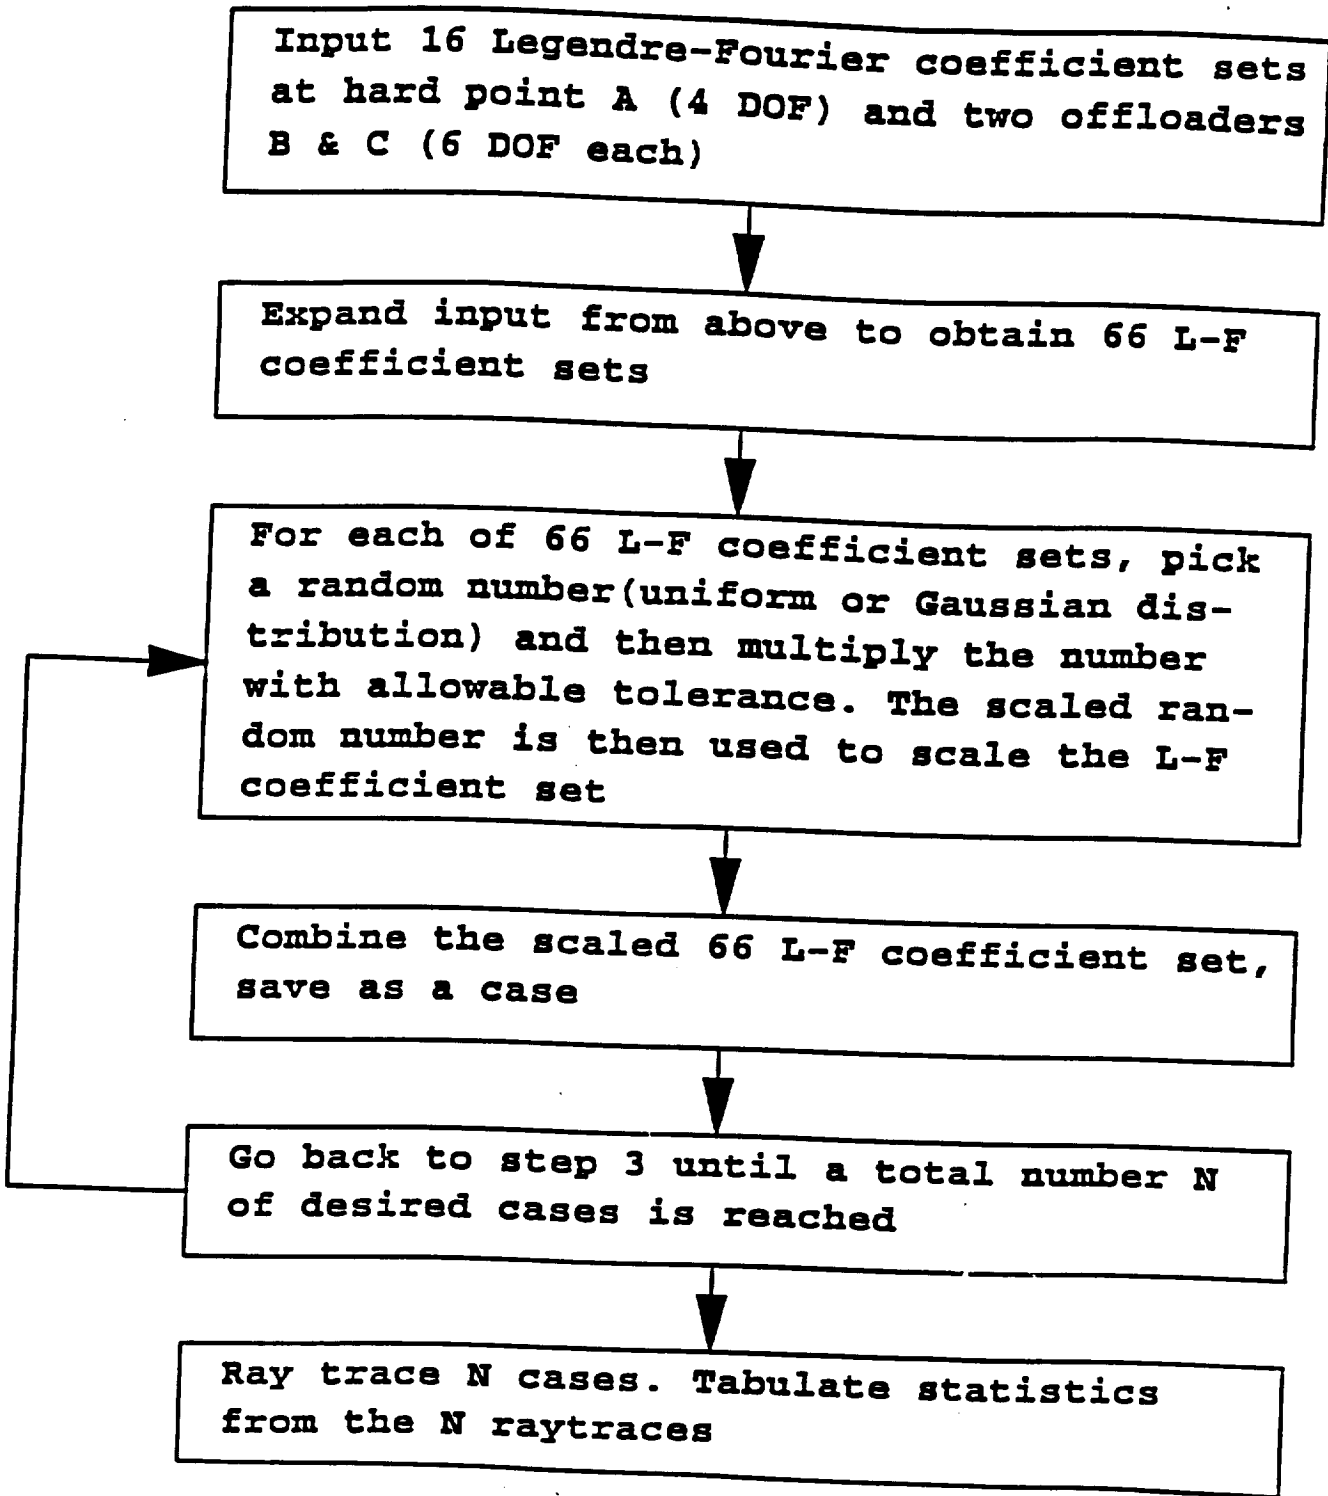 Input 16 Legendre-Fourier coefficient sets
at hard point A (4 DOF) and two offloaders
B & C (6 DOF each)
Expand input from above to obtain 66 L-F
coefficient sets
For each of 66 L-F coefficient sets, pick
a random number(uniform or Gaussian dis-
tribution) and then multiply the number
with allowable tolerance. The scaled ran-
dom number is then used to scale the L-F
coefficient set
Combine the scaled 66 L-F coefficient set,
save as a case
Go back to step 3 until a total number N
of desired cases is reached
Ray trace N cases. Tabulate statistics
from the N raytraces